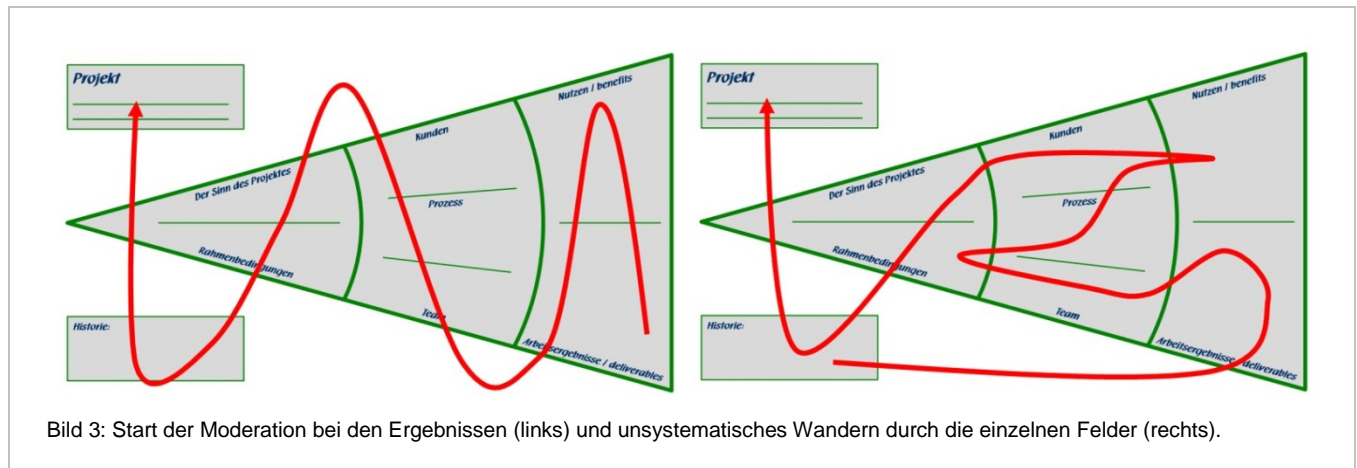 Projekt
Nutzen / benefits
Kunden
Der Sinn des Projektes
Prozess
Rahmenbedingungen
Historie:
Team
Arbeitsergebnisse / deliverables
Projekt
Nutzen / benefits
Kunden
Der Sinn des Projektes
Prozess
Rahmenbedingungen
Historie:
Team
Arbeitsergebnisse / deliverables
Bild 3: Start der Moderation bei den Ergebnissen (links) und unsystematisches Wandern durch die einzelnen Felder (rechts).